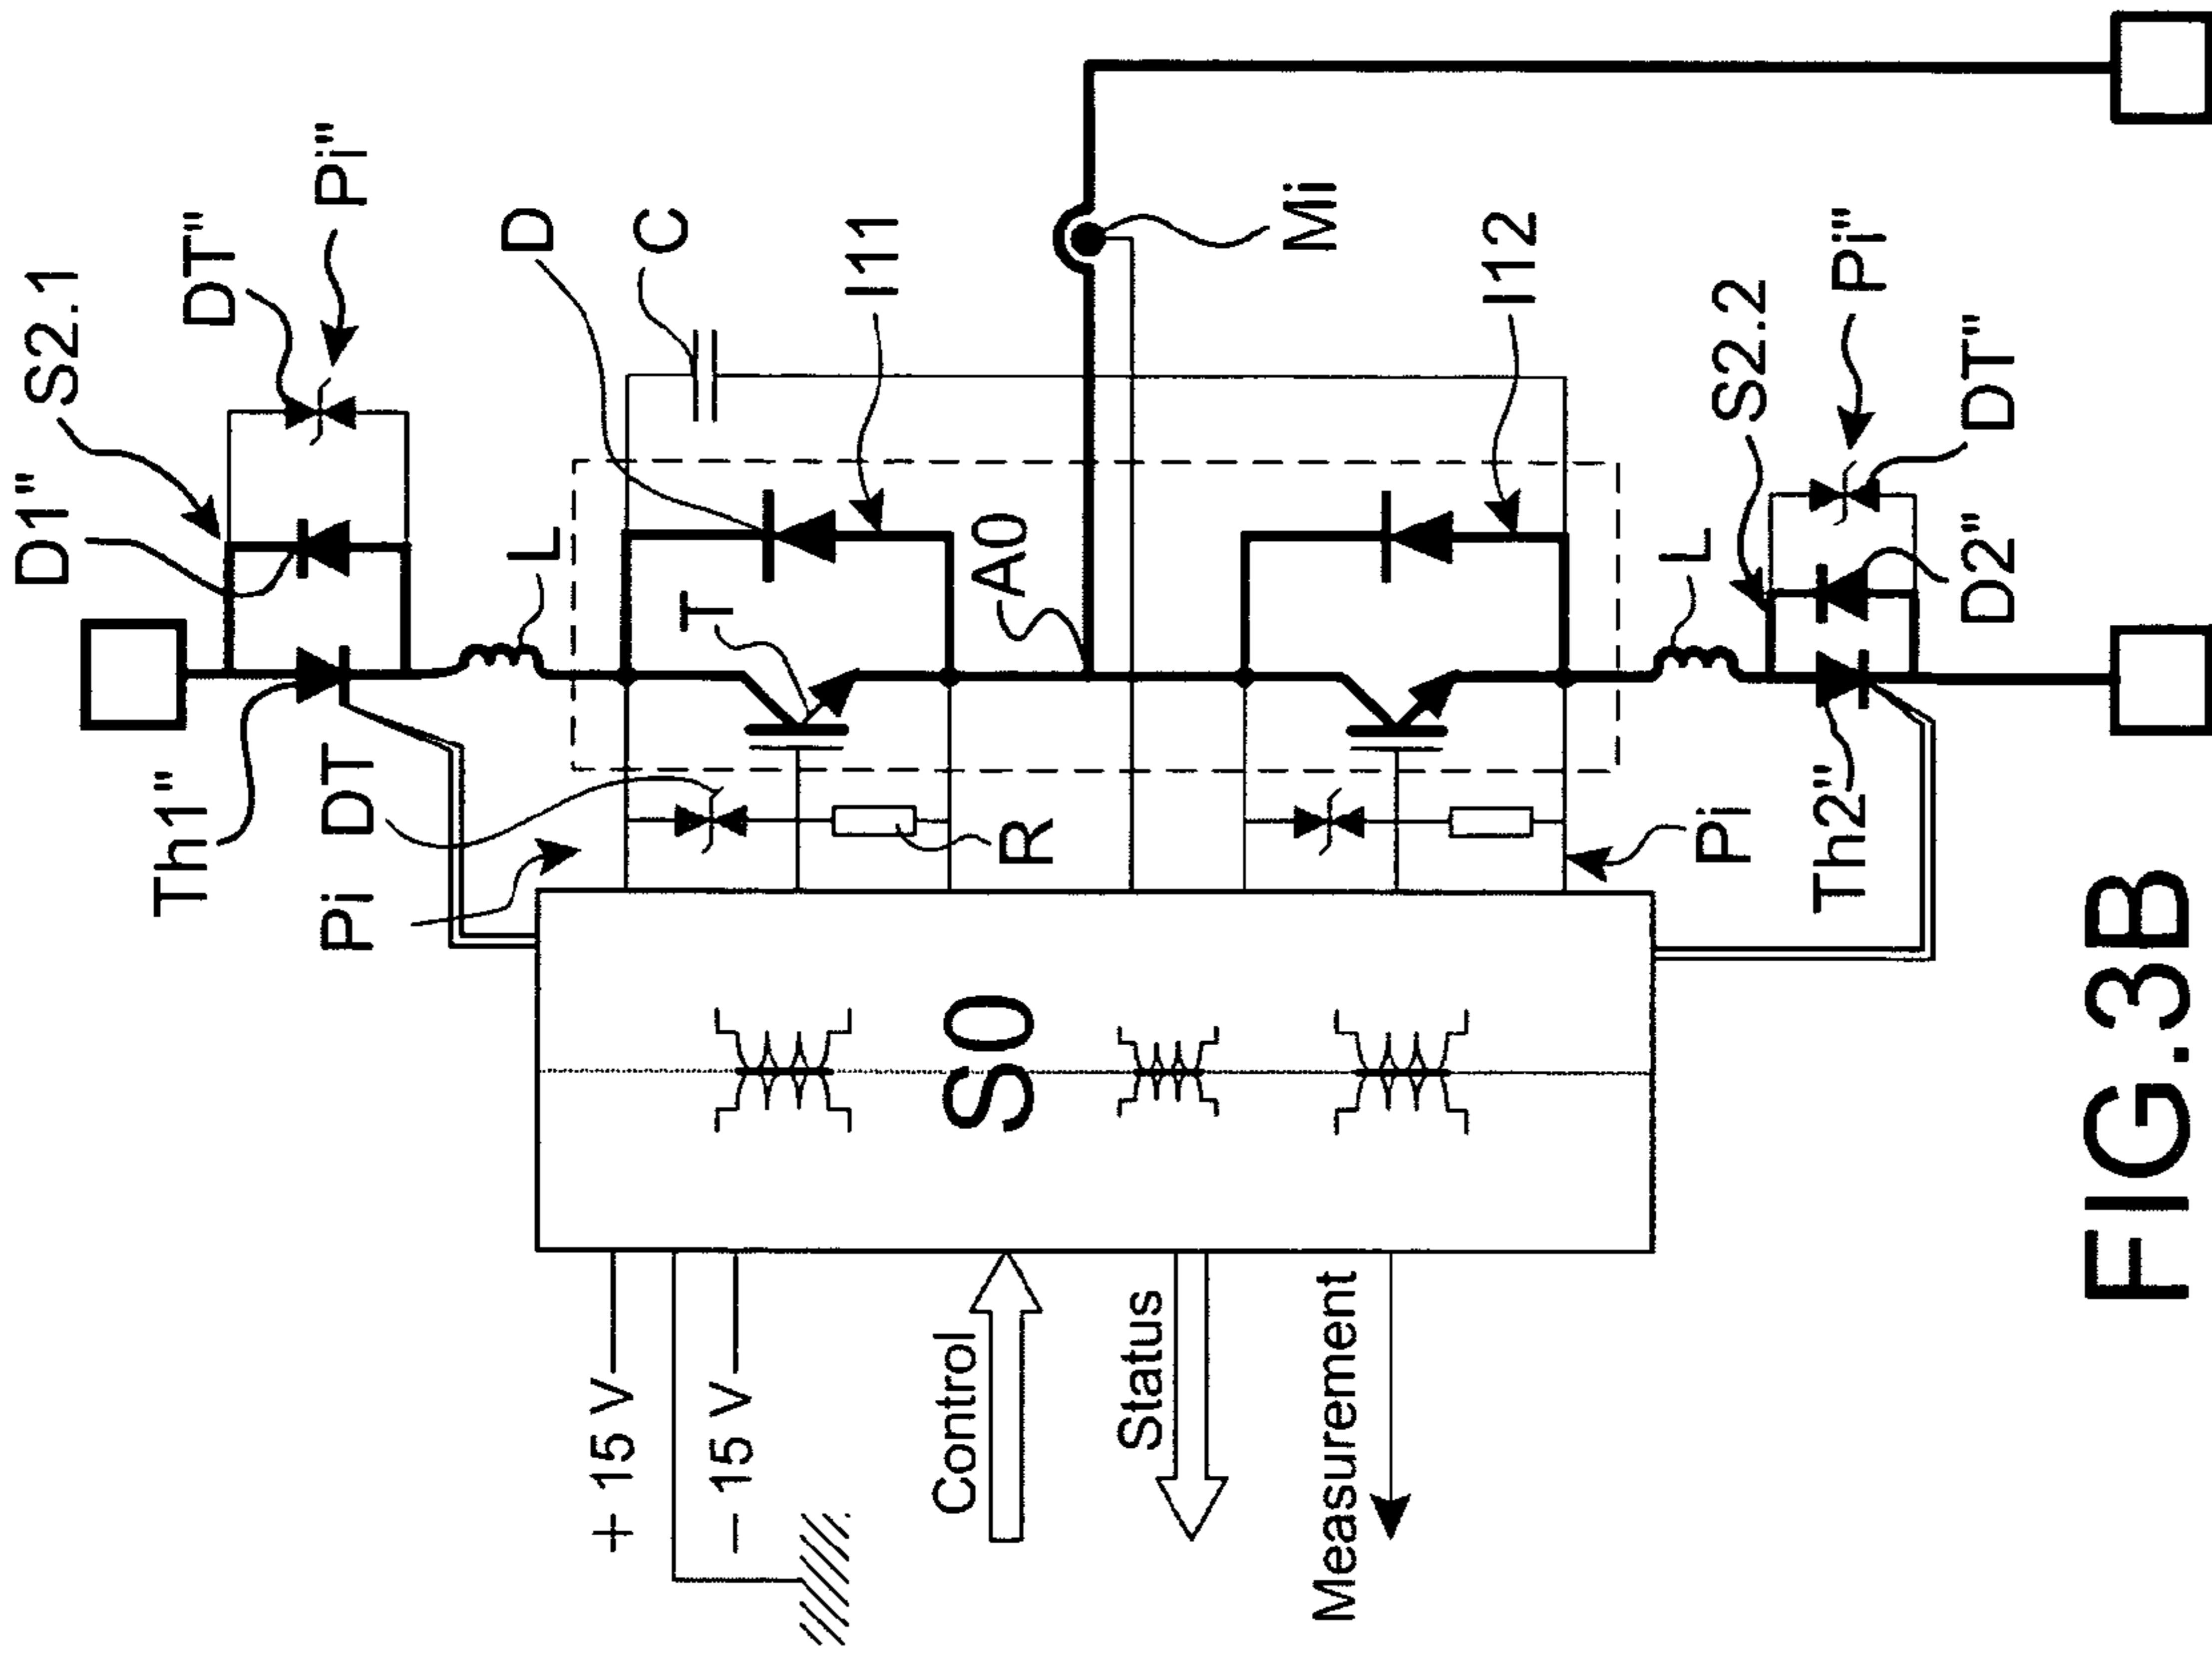 D1"
S2.1
DT"
Pi"
Th1"
Pi
DT
L
D
C
T
I11
A0
R
Mi
S0
+ 15 V
– 15 V
Control
Status
Measurement
I12
L
S2.2
Pi"
Pi
Th2"
D2"
DT"
FIG.3B